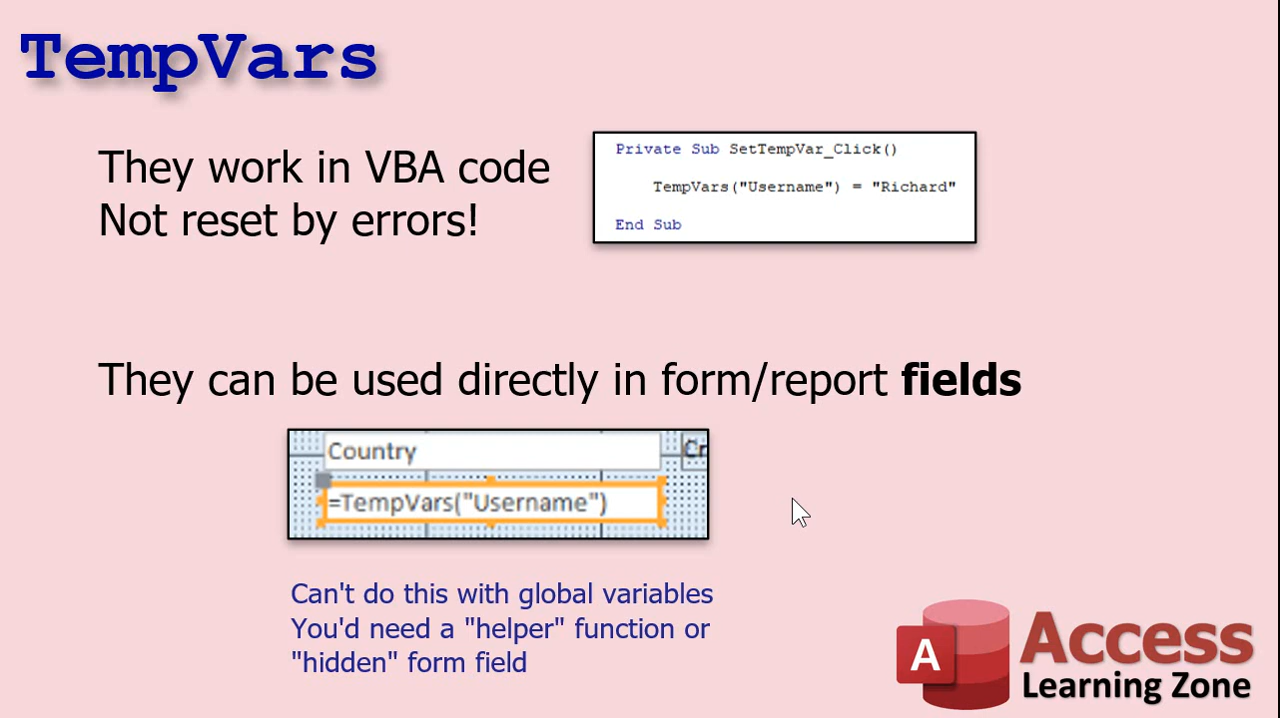 TempVars
They work in VBA code
Not reset by errors!
Private Sub SetTempVar_Click()
TempVars("Username") = "Richard"
End Sub
They can be used directly in form/report fields
Country
Cr
=TempVars("Username")
Can't do this with global variables
You'd need a "helper" function or
"hidden" form field
A
Access
Learning Zone